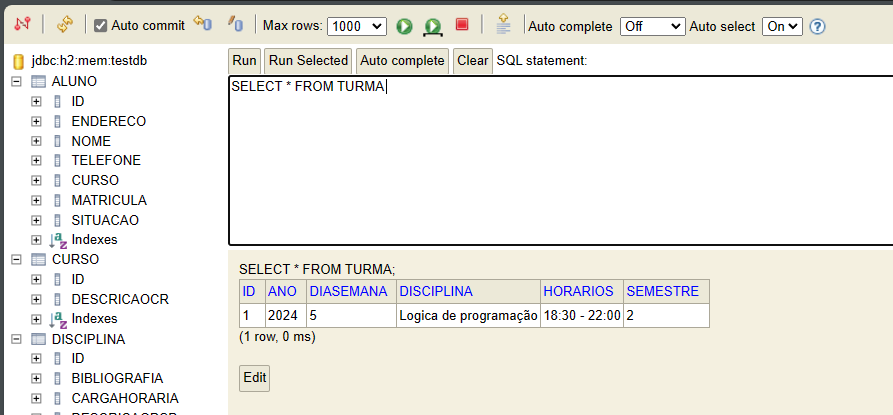 Auto commit Max rows: 1000 Auto complete Off Auto select On ?
jdbc:h2:mem:testdb
ALUNO
ID
ENDERECO
NOME
TELEFONE
CURSO
MATRICULA
SITUACAO
Indexes
CURSO
ID
DESCRICAOCR
Indexes
DISCIPLINA
ID
BIBLIOGRAFIA
CARGAHORARIA
Run Run Selected Auto complete Clear SQL statement:
SELECT * FROM TURMA
SELECT * FROM TURMA;
ID ANO DIASEMANA DISCIPLINA HORARIOS SEMESTRE
1 2024 5 Logica de programação 18:30 - 22:00 2
(1 row, 0 ms)
Edit